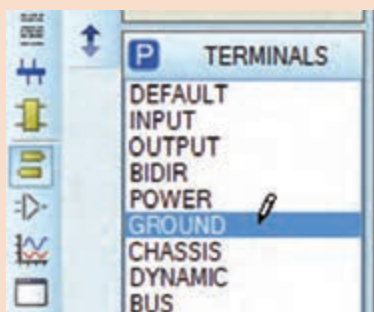 P TERMINALS
DEFAULT
INPUT
OUTPUT
BIDIR
POWER
GROUND
CHASSIS
DYNAMIC
BUS